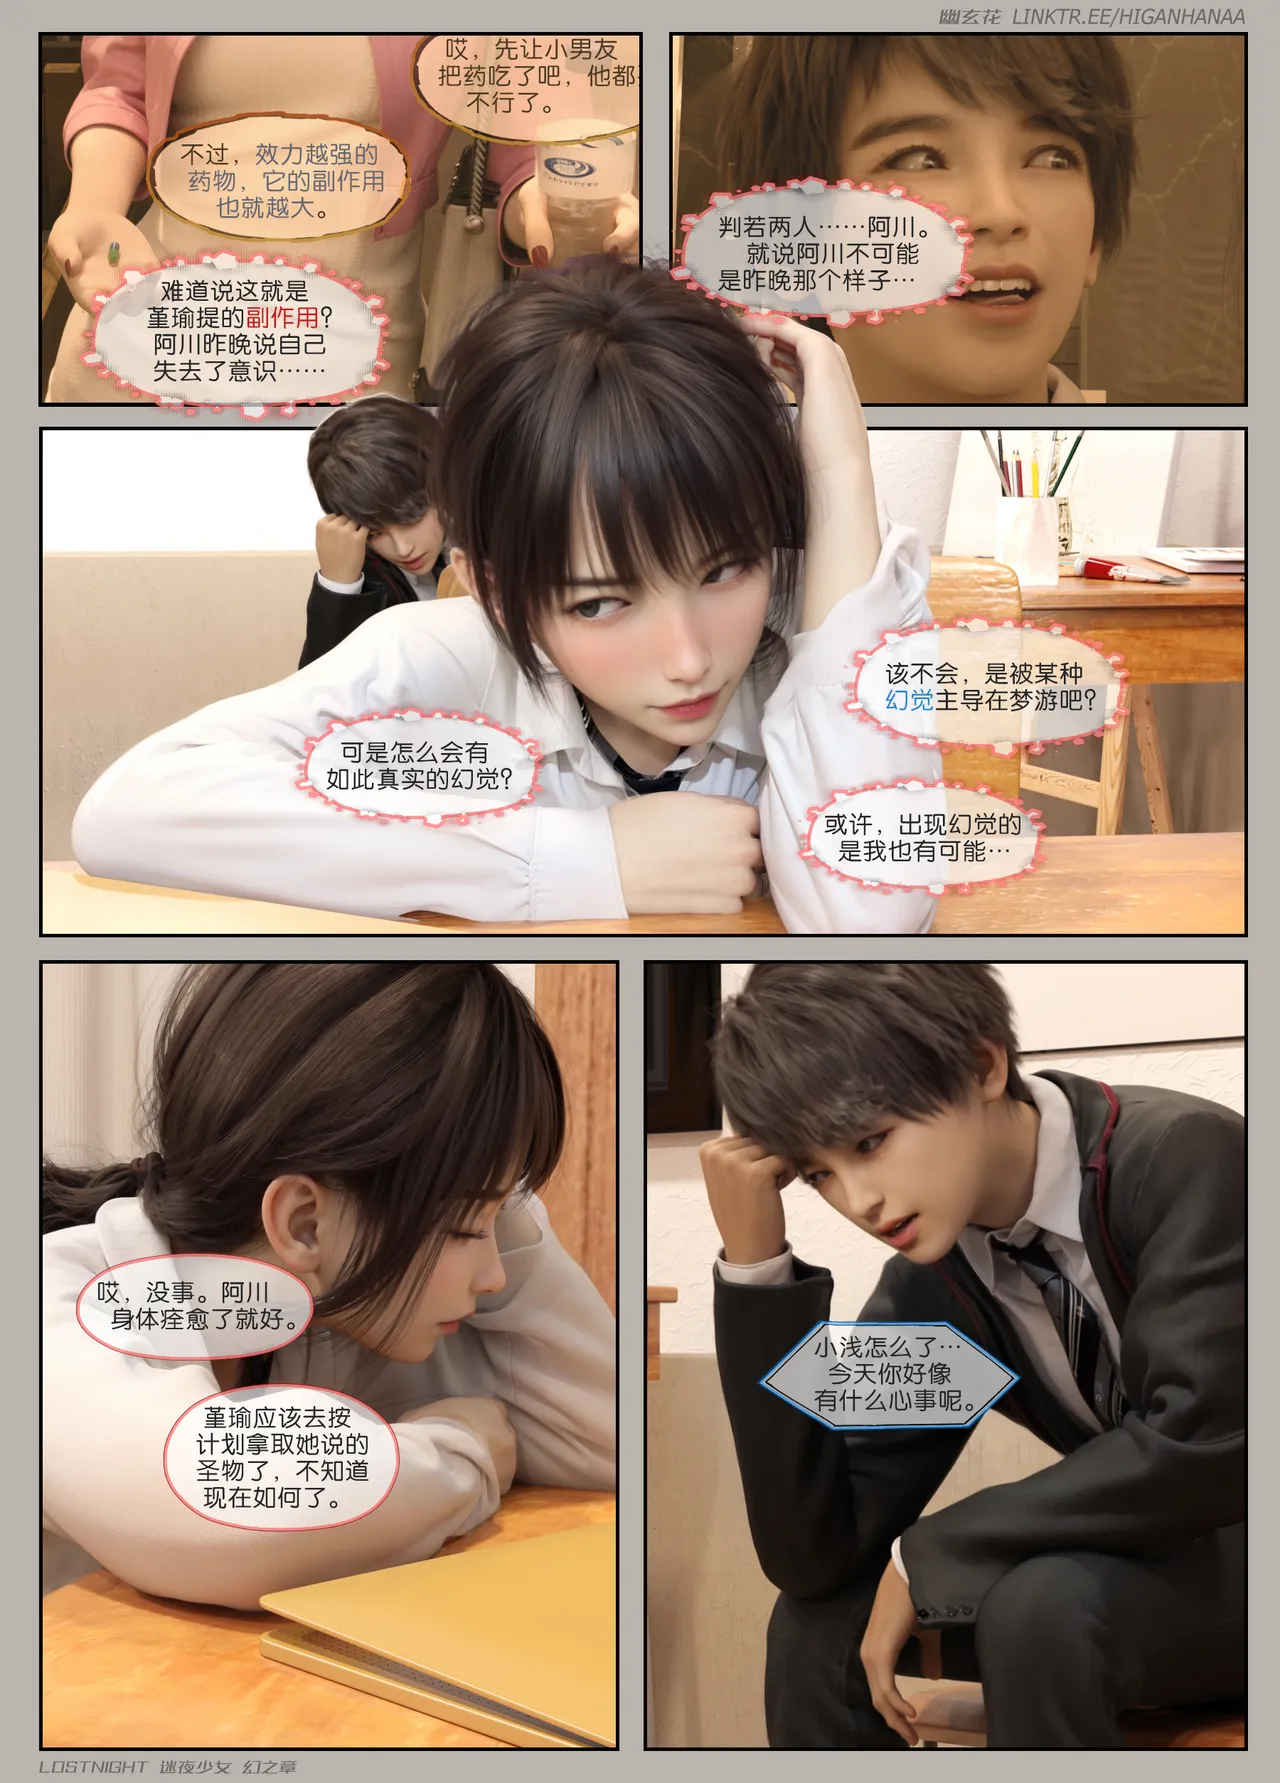 幽玄花 LINKTR.EE/HIGANHANAA
哎，先让小男友
把药吃了吧，他都
不行了。
不过，效力越强的
药物，它的副作用
也就越大。
难道说这就是
堇瑜提的副作用？
阿川昨晚说自己
失去了意识……
判若两人……阿川。
就说阿川不可能
是昨晚那个样子…
可是怎么会有
如此真实的幻觉？
该不会，是被某种
幻觉主导在梦游吧？
或许，出现幻觉的
是我也有可能…
哎，没事。阿川
身体痊愈了就好。
堇瑜应该去按
计划拿取她说的
圣物了，不知道
现在如何了。
小浅怎么了…
今天你好像
有什么心事呢。
LOSTNIGHT 迷夜少女 幻之章